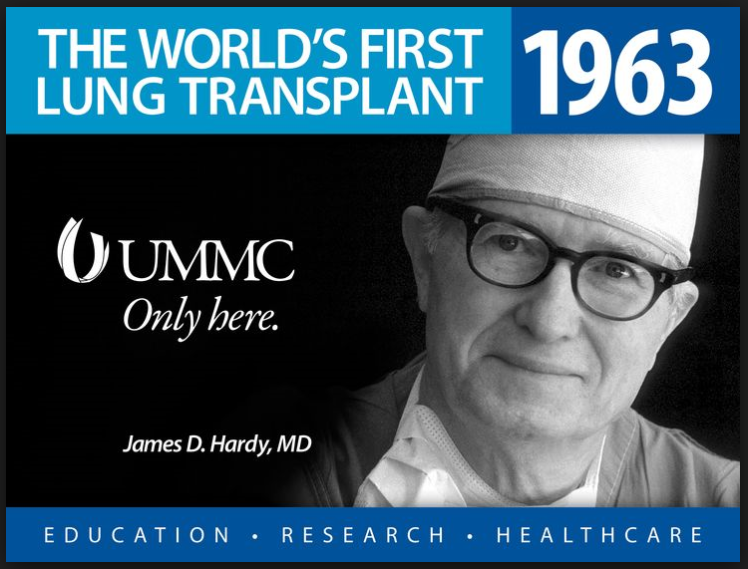 THE WORLD'S FIRST
LUNG TRANSPLANT
1963
UMMC
Only here.
James D. Hardy, MD
EDUCATION • RESEARCH • HEALTHCARE